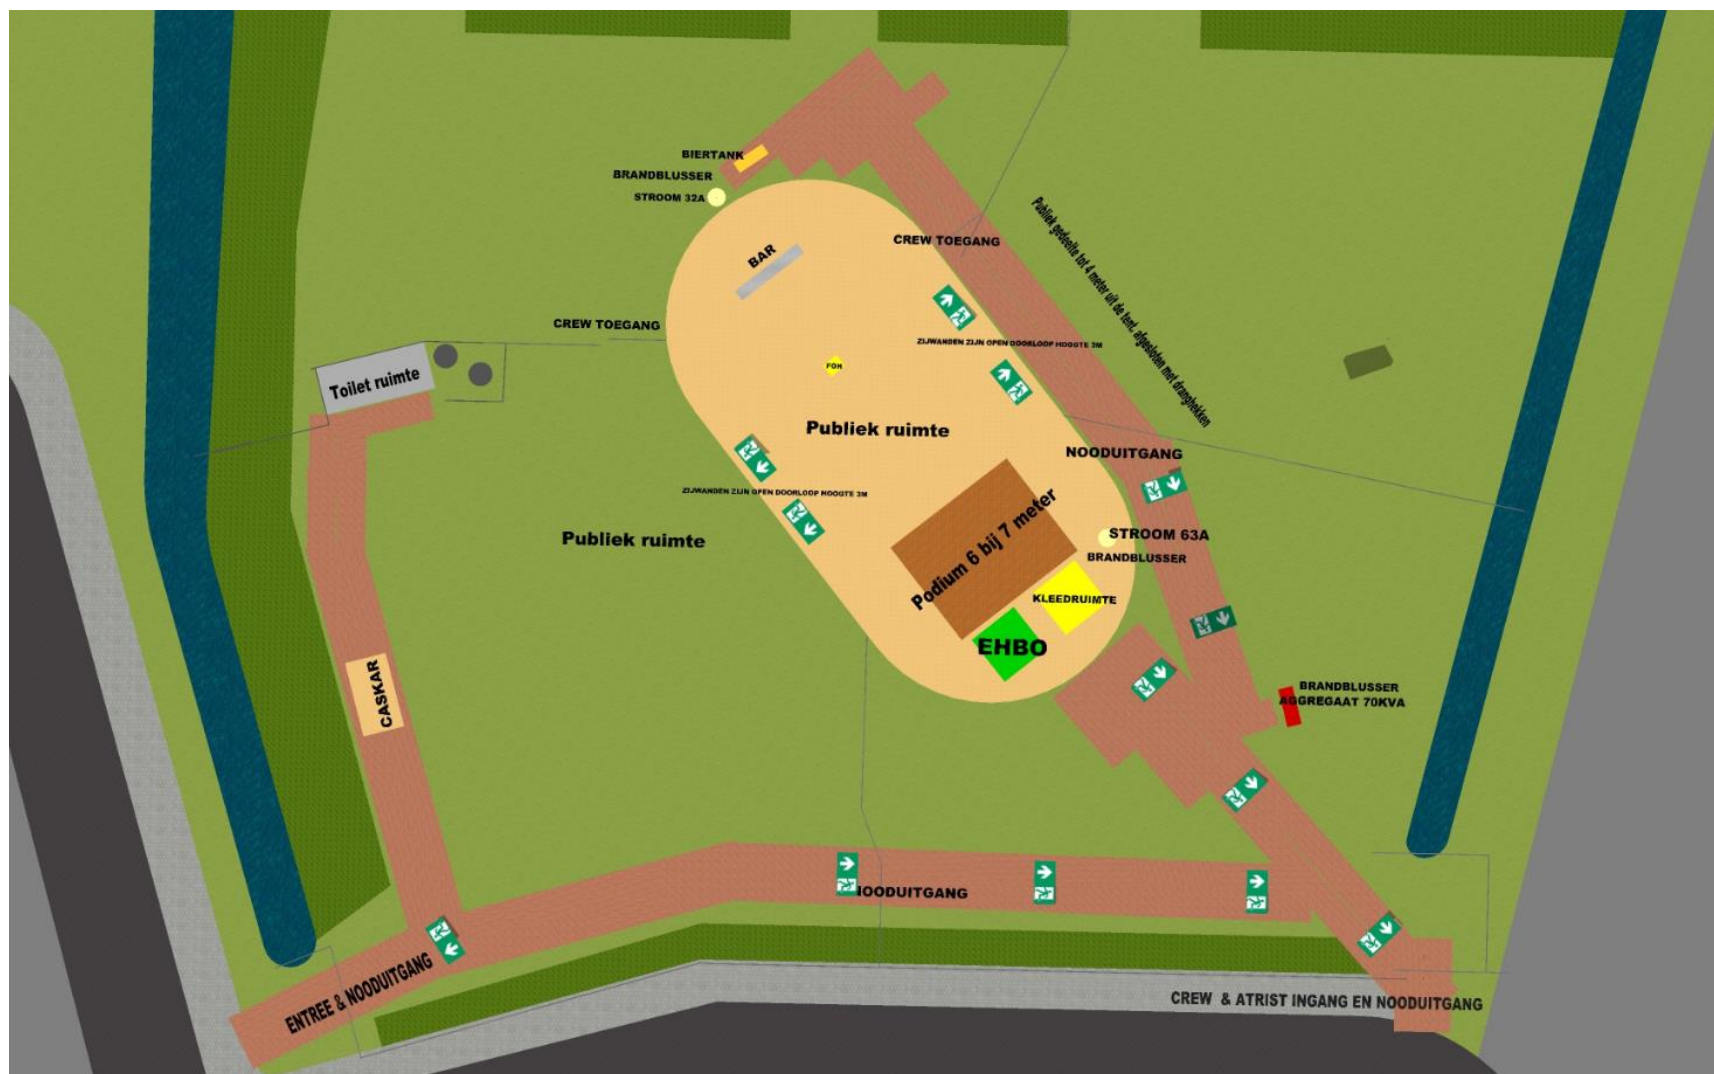 BIERTANK
BRANDBLUSSER
STROOM 32A
BAR
CREW TOEGANG
Publiek gedeelte tot 4 meter uit de tent, afgesloten met dranghekken
CREW TOEGANG
ZIJWANDEN ZIJN OPEN DOORLOOP HOOGTE 3M
FOH
Toilet ruimte
Publiek ruimte
NOODUITGANG
ZIJWANDEN ZIJN OPEN DOORLOOP HOOGTE 3M
Publiek ruimte
Podium 6 bij 7 meter
STROOM 63A
BRANDBLUSSER
KLEEDRUIMTE
EHBO
CASKAR
BRANDBLUSSER
AGGREGAAT 70KVA
NOODUITGANG
ENTREE & NOODUITGANG
CREW & ATRIST INGANG EN NOODUITGANG